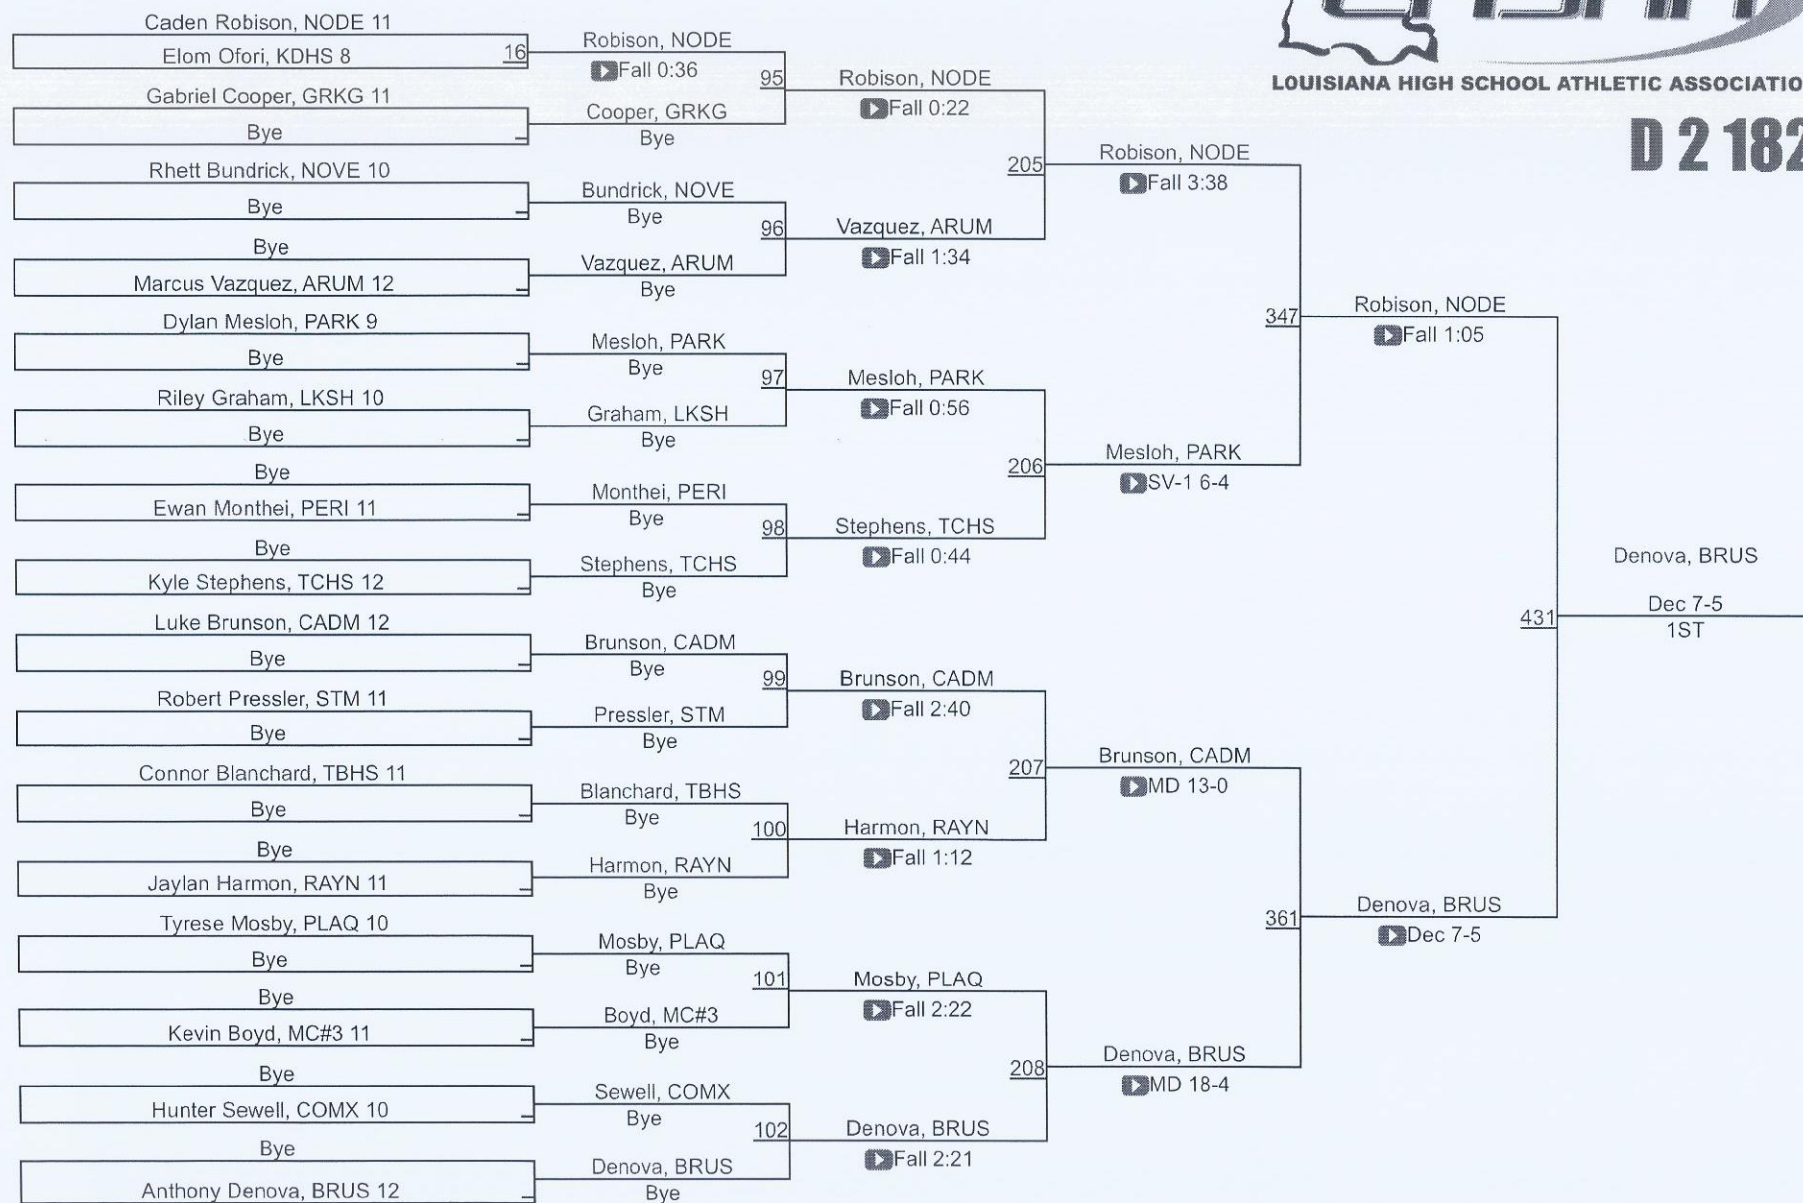 LOUISIANA HIGH SCHOOL ATHLETIC ASSOCIATIO
D 2 182
Caden Robison, NODE 11
Elom Ofori, KDHS 8
16
Gabriel Cooper, GRKG 11
Bye
Rhett Bundrick, NOVE 10
Bye
Bye
Marcus Vazquez, ARUM 12
Dylan Mesloh, PARK 9
Bye
Riley Graham, LKSH 10
Bye
Bye
Ewan Monthei, PERI 11
Bye
Kyle Stephens, TCHS 12
Luke Brunson, CADM 12
Bye
Robert Pressler, STM 11
Bye
Connor Blanchard, TBHS 11
Bye
Bye
Jaylan Harmon, RAYN 11
Tyrese Mosby, PLAQ 10
Bye
Bye
Kevin Boyd, MC#3 11
Bye
Hunter Sewell, COMX 10
Bye
Anthony Denova, BRUS 12
Robison, NODE
Fall 0:36
95
Cooper, GRKG
Bye
Bundrick, NOVE
Bye
96
Vazquez, ARUM
Bye
Mesloh, PARK
Bye
97
Graham, LKSH
Bye
Monthei, PERI
Bye
98
Stephens, TCHS
Bye
Brunson, CADM
Bye
99
Pressler, STM
Bye
Blanchard, TBHS
Bye
100
Harmon, RAYN
Bye
Mosby, PLAQ
Bye
101
Boyd, MC#3
Bye
Sewell, COMX
Bye
102
Denova, BRUS
Bye
Robison, NODE
Fall 0:22
205
Vazquez, ARUM
Fall 1:34
Mesloh, PARK
Fall 0:56
206
Stephens, TCHS
Fall 0:44
Brunson, CADM
Fall 2:40
207
Harmon, RAYN
Fall 1:12
Mosby, PLAQ
Fall 2:22
208
Denova, BRUS
Fall 2:21
Robison, NODE
Fall 3:38
347
Mesloh, PARK
SV-1 6-4
Brunson, CADM
MD 13-0
361
Denova, BRUS
MD 18-4
Robison, NODE
Fall 1:05
431
Denova, BRUS
Dec 7-5
Denova, BRUS
Dec 7-5
1ST